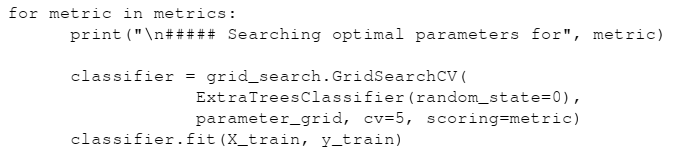 for metric in metrics:
    print("\n##### Searching optimal parameters for", metric)
    classifier = grid_search.GridSearchCV(
            ExtraTreesClassifier(random_state=0),
            parameter_grid, cv=5, scoring=metric)
    classifier.fit(X_train, y_train)